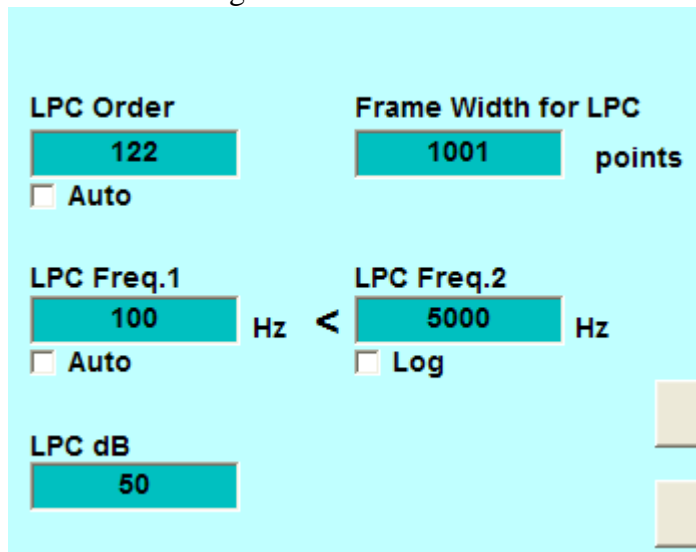 LPC Order Frame Width for LPC
122 1001 points
Auto
LPC Freq.1 LPC Freq.2
100 Hz < 5000 Hz
Auto Log
LPC dB
50